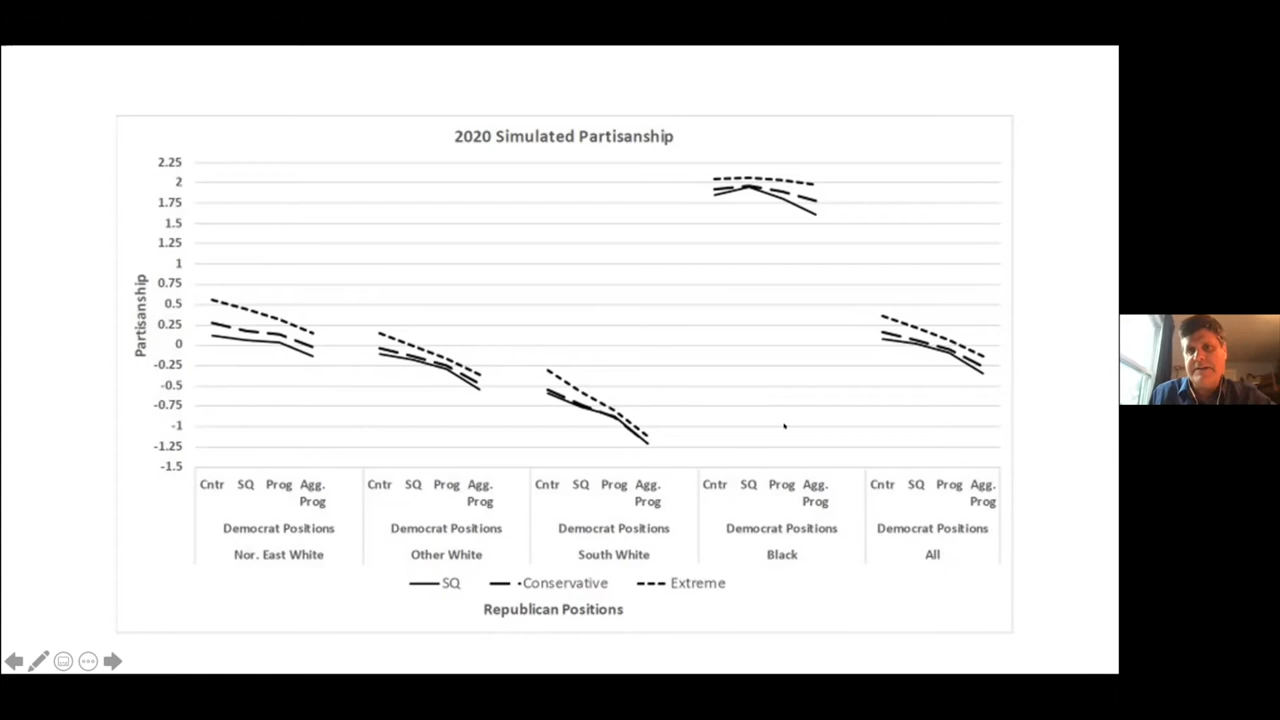 2020 Simulated Partisanship
2.25
2
1.75
1.5
1.25
1
0.75
0.5
0.25
0
-0.25
-0.5
-0.75
-1
-1.25
-1.5
Partisanship
Cntr SQ Prog Agg. Prog Cntr SQ Prog Agg. Prog Cntr SQ Prog Agg. Prog Cntr SQ Prog Agg. Prog Cntr SQ Prog Agg. Prog
Democrat Positions Democrat Positions Democrat Positions Democrat Positions Democrat Positions
Nor. East White Other White South White Black All
SQ Conservative Extreme
Republican Positions